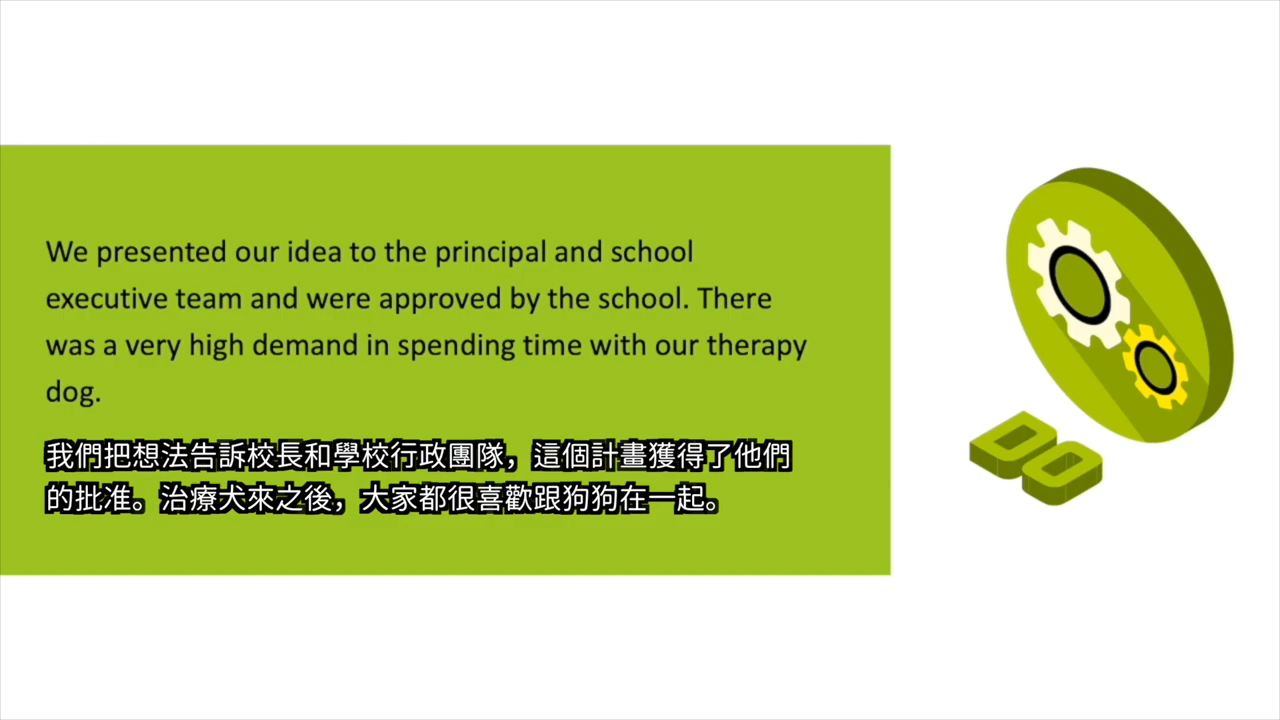 We presented our idea to the principal and school
executive team and were approved by the school. There
was a very high demand in spending time with our therapy
dog.
我們把想法告訴校長和學校行政團隊，這個計畫獲得了他們
的批准。治療犬來之後，大家都很喜歡跟狗狗在一起。
DO